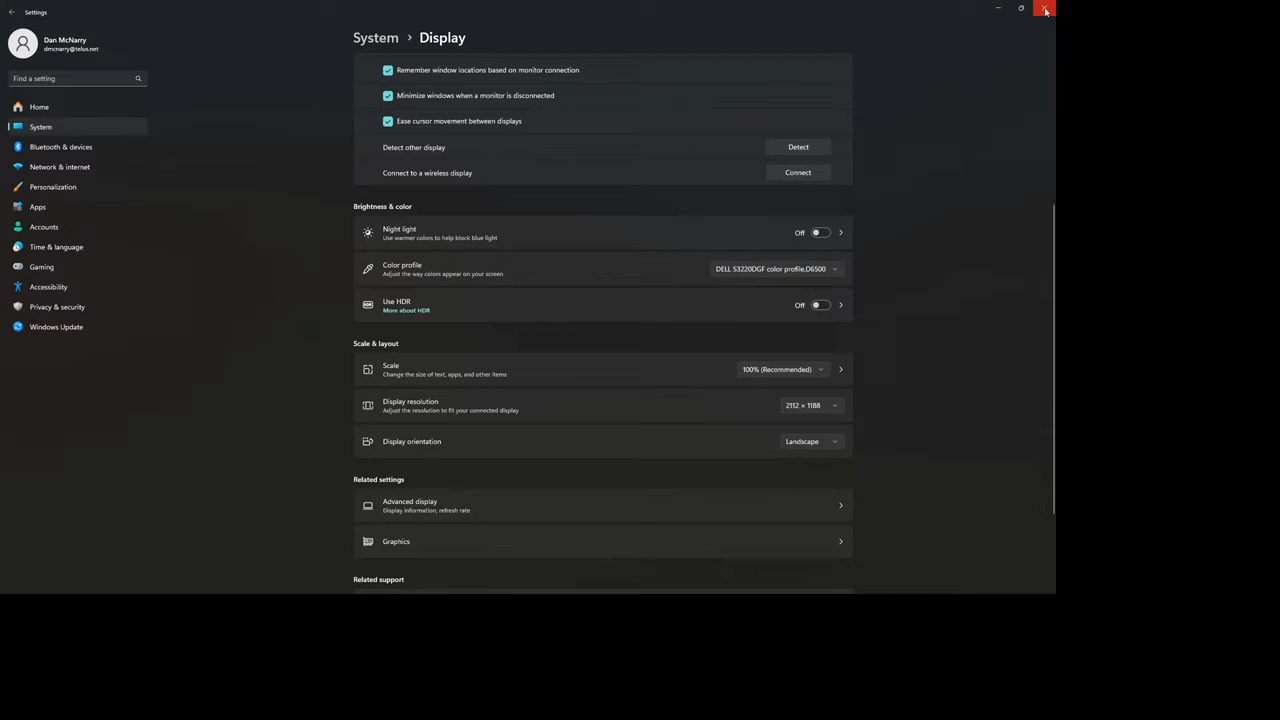 Settings
Dan McNarry
dmcnarry@telus.net
Find a setting
Home
System
Bluetooth & devices
Network & internet
Personalization
Apps
Accounts
Time & language
Gaming
Accessibility
Privacy & security
Windows Update
System > Display
Remember window locations based on monitor connection
Minimize windows when a monitor is disconnected
Ease cursor movement between displays
Detect other display
Detect
Connect to a wireless display
Connect
Brightness & color
Night light
Use warmer colors to help block blue light
Off
Color profile
Adjust the way colors appear on your screen
DELL S3220DGF color profile,D6500
HDR
Use HDR
More about HDR
Off
Scale & layout
Scale
Change the size of text, apps, and other items
100% (Recommended)
Display resolution
Adjust the resolution to fit your connected display
2112 × 1188
Display orientation
Landscape
Related settings
Advanced display
Display information, refresh rate
Graphics
Related support